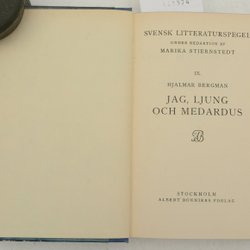 SVENSK LITTERATURSPEGEL
UNDER REDAKTION AV
MARIKA STIERNSTEDT
IX.
HJALMAR BERGMAN
JAG, LJUNG
OCH MEDARDUS
STOCKHOLM
ALBERT BONNIERS FÖRLAG